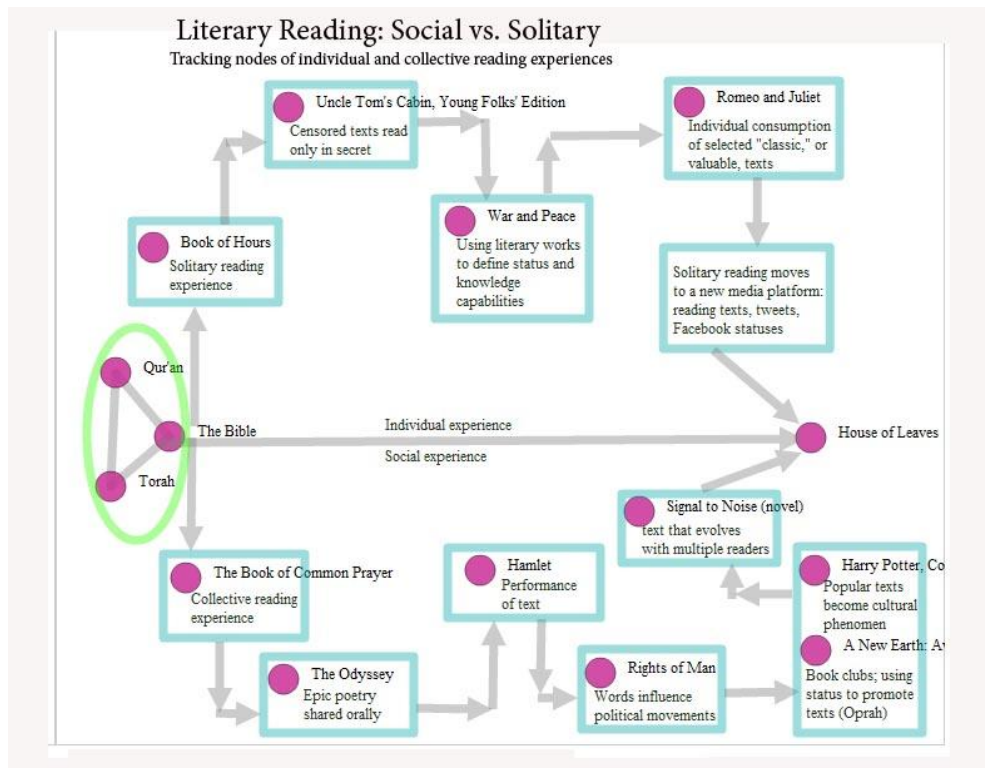 Literary Reading: Social vs. Solitary
Tracking nodes of individual and collective reading experiences
Uncle Tom's Cabin, Young Folks' Edition
Censored texts read
only in secret
Romeo and Juliet
Individual consumption
of selected "classic," or
valuable, texts
War and Peace
Using literary works
to define status and
knowledge
capabilities
Book of Hours
Solitary reading
experience
Solitary reading moves
to a new media platform:
reading texts, tweets,
Facebook statuses
Qur'an
The Bible
Torah
Individual experience
Social experience
House of Leaves
Signal to Noise (novel)
text that evolves
with multiple readers
The Book of Common Prayer
Collective reading
experience
Hamlet
Performance
of text
Harry Potter, Co
Popular texts
become cultural
phenomen
A New Earth: Av
Book clubs; using
status to promote
texts (Oprah)
The Odyssey
Epic poetry
shared orally
Rights of Man
Words influence
political movements